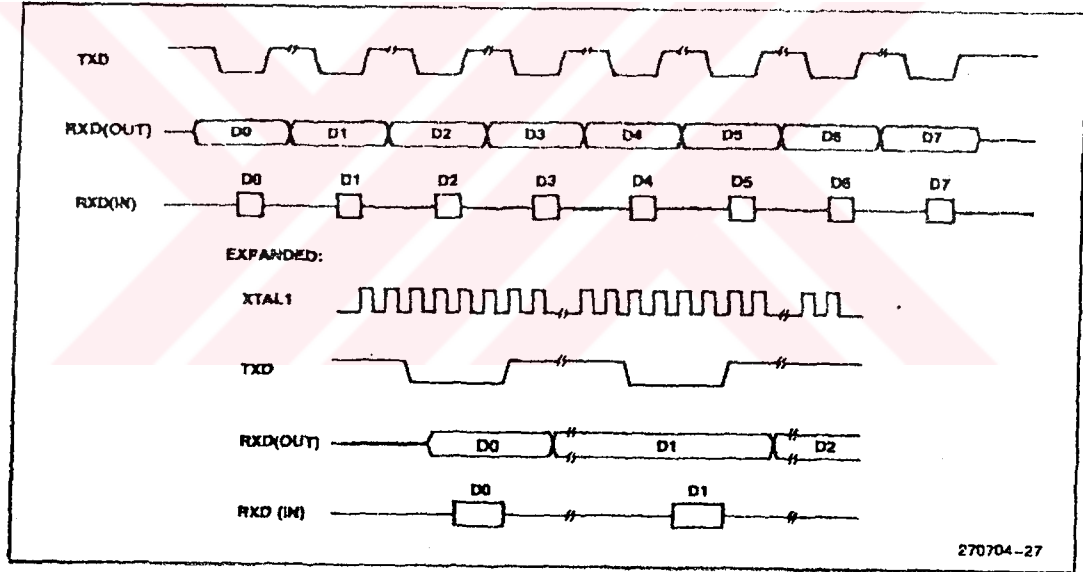 TXD
RXD(OUT) D0 D1 D2 D3 D4 D5 D6 D7
D0 D1 D2 D3 D4 D5 D6 D7
RXD(IN)
EXPANDED:
XTAL1
TXD
RXD(OUT) D0 D1 D2
D0 D1
RXD (IN)
270704-27